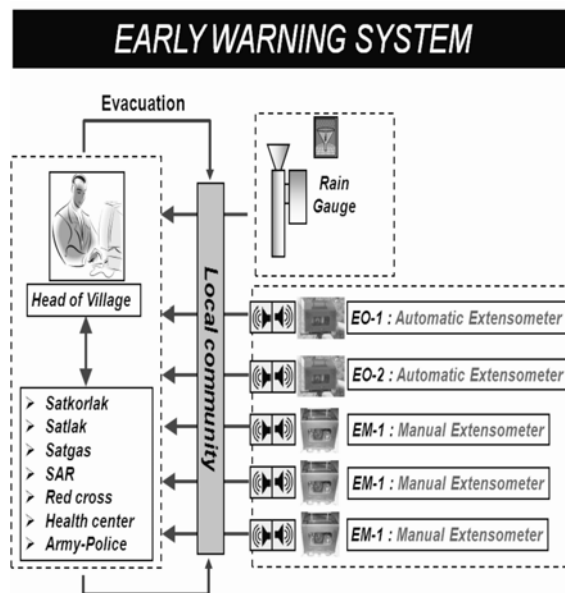 EARLY WARNING SYSTEM
Evacuation
Rain
Gauge
Head of Village
Local community
EO-1 : Automatic Extensometer
EO-2 : Automatic Extensometer
EM-1 : Manual Extensometer
EM-1 : Manual Extensometer
EM-1 : Manual Extensometer
Satkorlak
Satlak
Satgas
SAR
Red cross
Health center
Army-Police